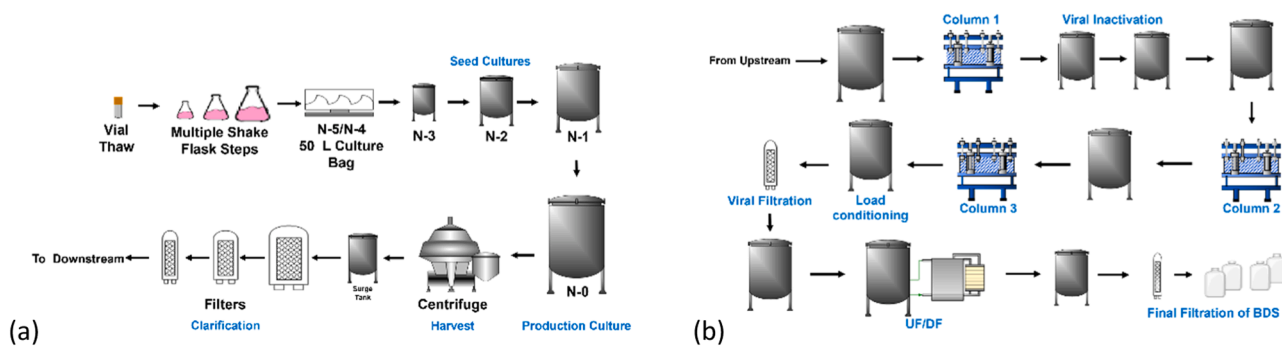 Seed Cultures
Vial
Thaw
Multiple Shake
Flask Steps
N-5/N-4
50 L Culture
Bag
N-3
N-2
N-1
N-0
Production Culture
Centrifuge
Harvest
Surge
Tank
Filters
Clarification
To Downstream
(a)
From Upstream
Column 1
Viral Inactivation
Column 2
Column 3
Load
conditioning
Viral Filtration
UF/DF
Final Filtration of BDS
(b)